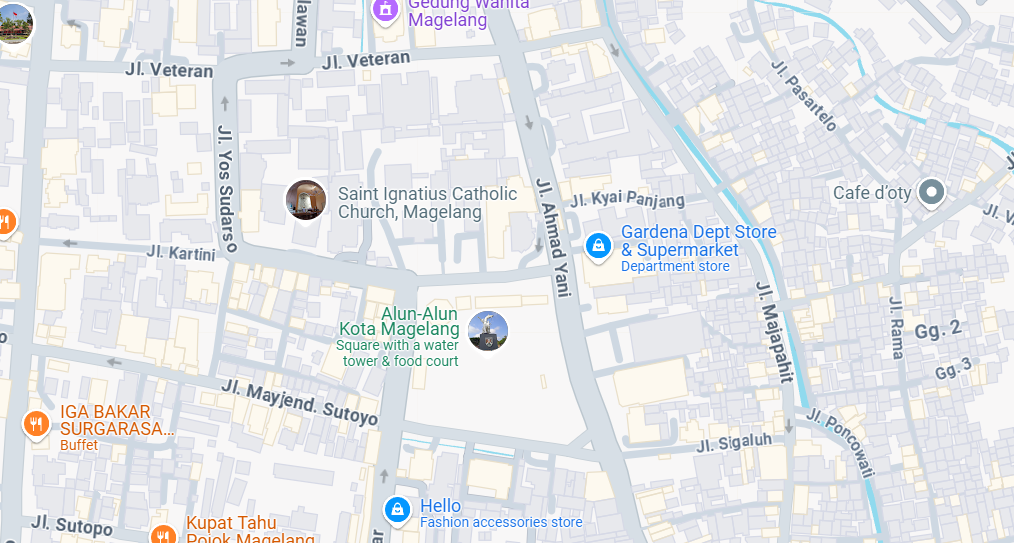 Gedung Wanita
Magelang
lawan
Jl. Veteran
Jl. Veteran
Jl. Pasartelo
Jl. Yos Sudarso
Saint Ignatius Catholic
Church, Magelang
Jl. Ahmad Yani
Jl. Kyai Panjang
Cafe d'oty
Gardena Dept Store
& Supermarket
Department store
Jl. Kartini
Jl. Majapahit
Jl. Rama
Gg. 2
Gg. 3
Alun-Alun
Kota Magelang
Square with a water
tower & food court
Jl. Mayjend. Sutoyo
IGA BAKAR
SURGARASA...
Buffet
Jl. Sigaluh
Jl. Poncowati
Hello
Fashion accessories store
Jl. Sutopo
Kupat Tahu
Pojok Magelang